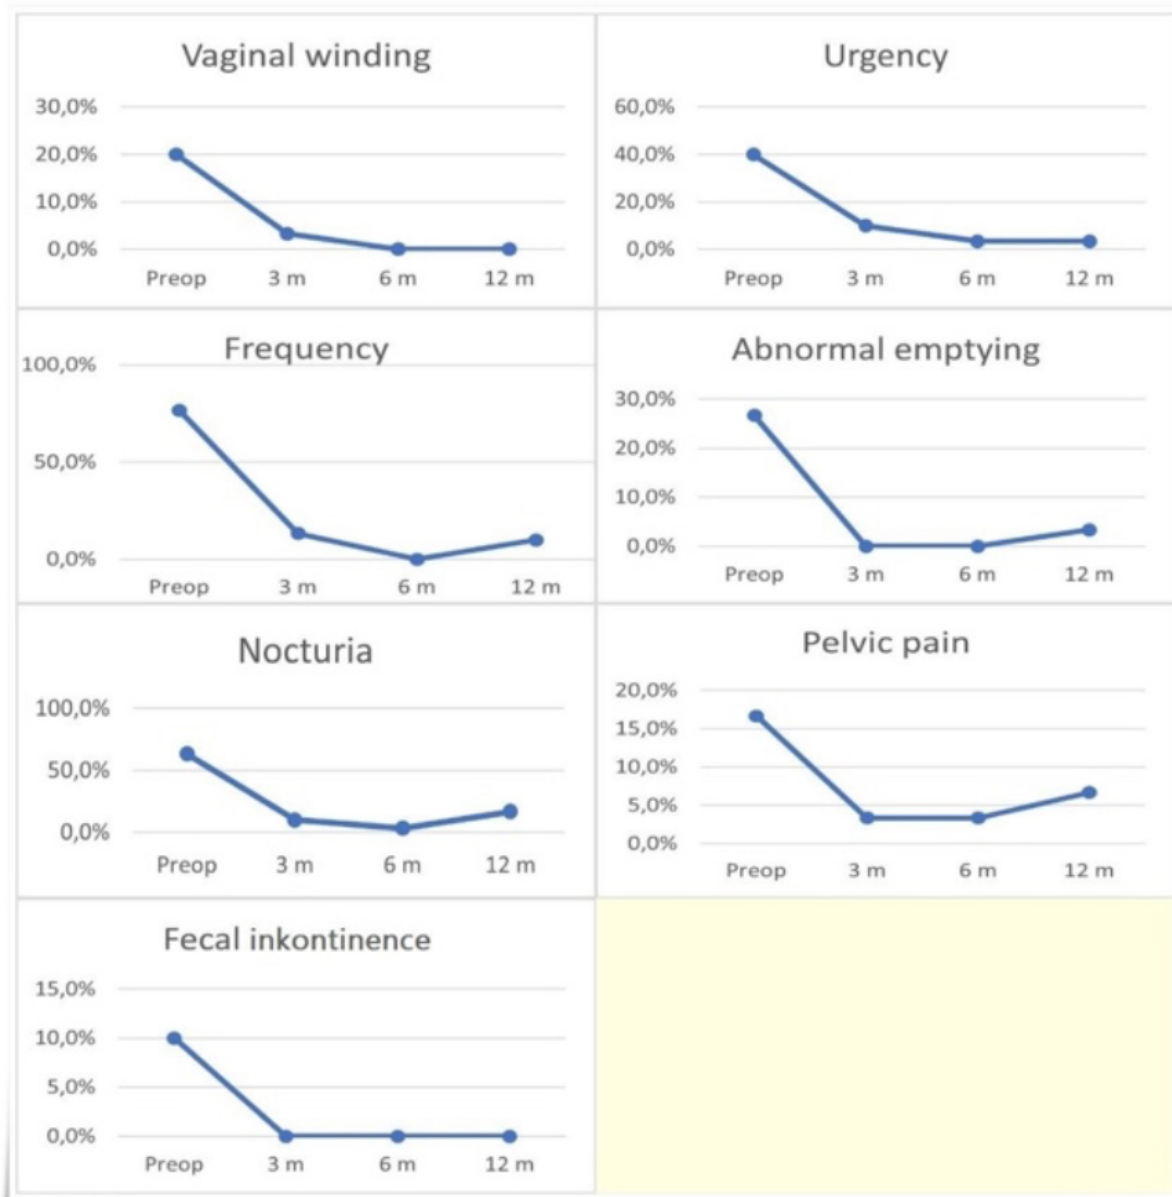 Vaginal winding
30,0%
20,0%
10,0%
0,0%
Preop 3 m 6 m 12 m
Urgency
60,0%
40,0%
20,0%
0,0%
Preop 3 m 6 m 12 m
Frequency
100,0%
50,0%
0,0%
Preop 3 m 6 m 12 m
Abnormal emptying
30,0%
20,0%
10,0%
0,0%
Preop 3 m 6 m 12 m
Nocturia
100,0%
50,0%
0,0%
Preop 3 m 6 m 12 m
Pelvic pain
20,0%
15,0%
10,0%
5,0%
0,0%
Preop 3 m 6 m 12 m
Fecal inkontinence
15,0%
10,0%
5,0%
0,0%
Preop 3 m 6 m 12 m